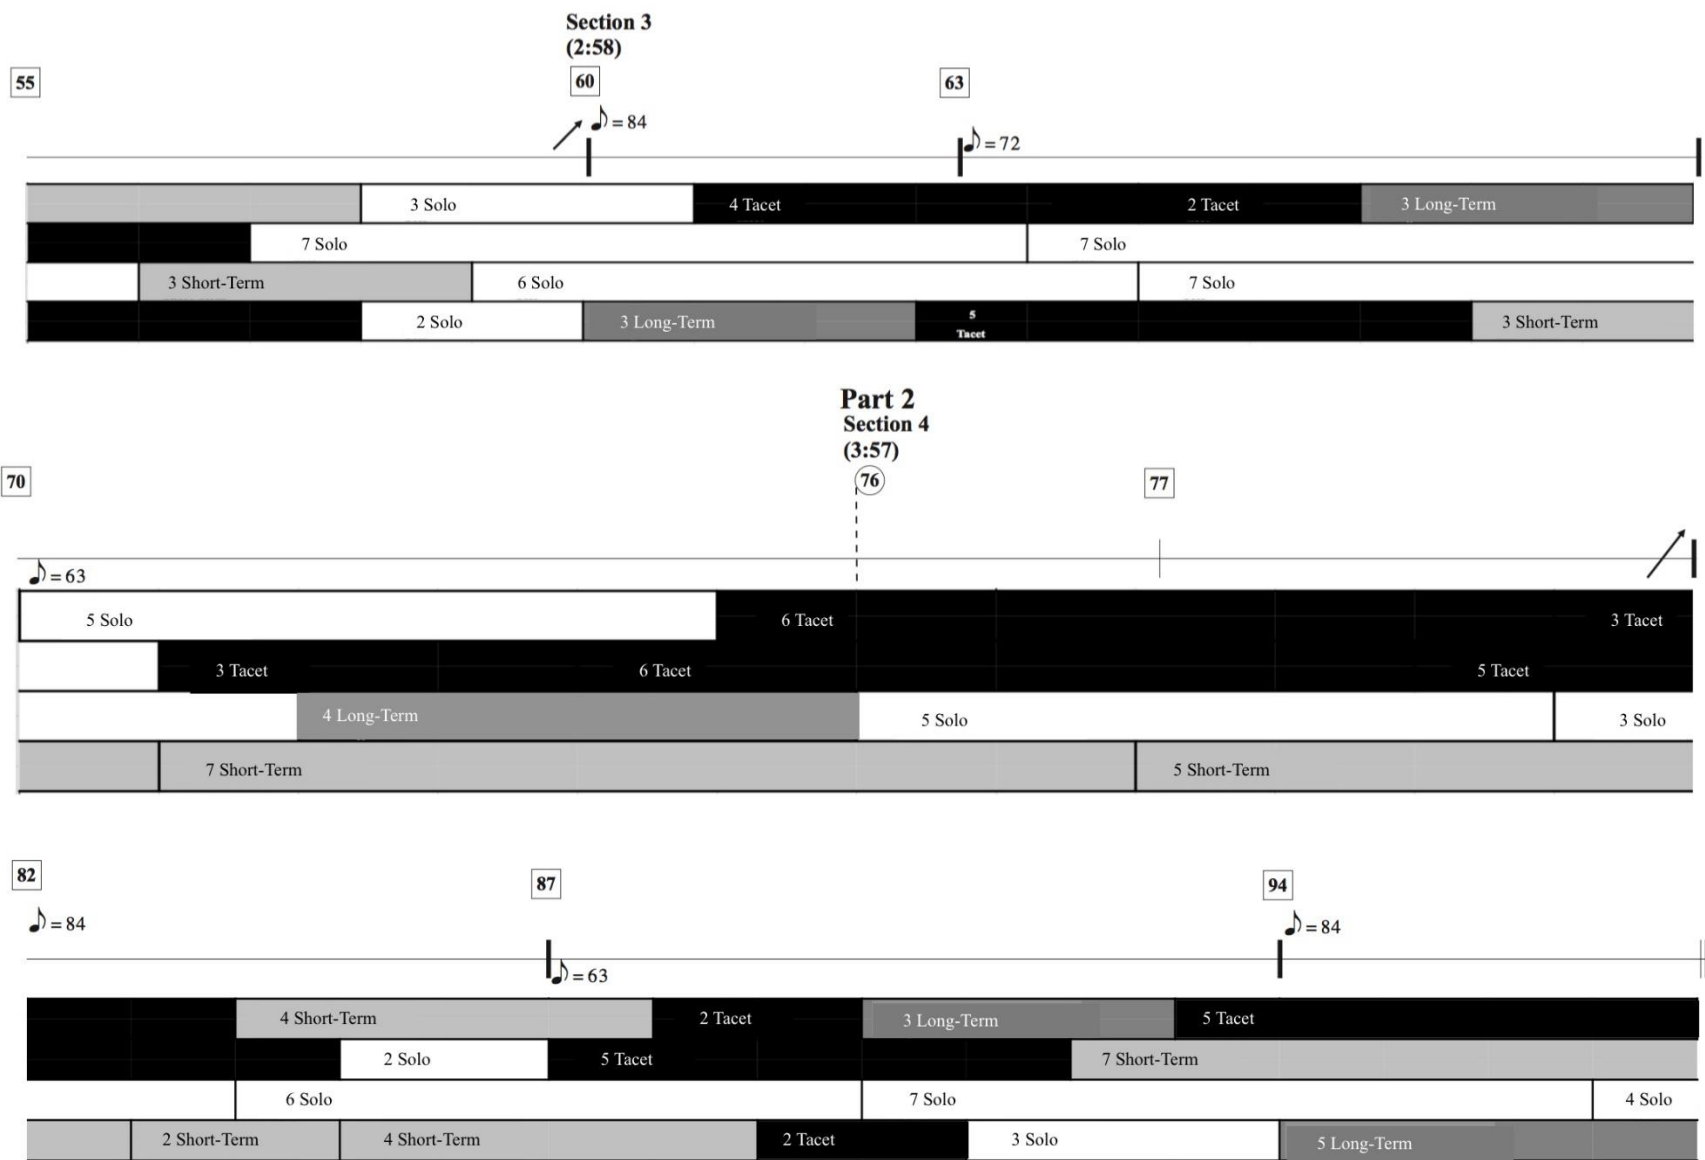 Section 3
(2:58)
55
60
63
♪ = 84
♪ = 72
3 Solo
4 Tacet
2 Tacet
3 Long-Term
7 Solo
7 Solo
3 Short-Term
6 Solo
7 Solo
2 Solo
3 Long-Term
5
Tacet
3 Short-Term
Part 2
Section 4
(3:57)
70
76
77
♪ = 63
5 Solo
6 Tacet
3 Tacet
3 Tacet
6 Tacet
5 Tacet
4 Long-Term
5 Solo
3 Solo
7 Short-Term
5 Short-Term
82
87
94
♪ = 84
♪ = 84
♪ = 63
4 Short-Term
2 Tacet
3 Long-Term
5 Tacet
2 Solo
5 Tacet
7 Short-Term
6 Solo
7 Solo
4 Solo
2 Short-Term
4 Short-Term
2 Tacet
3 Solo
5 Long-Term